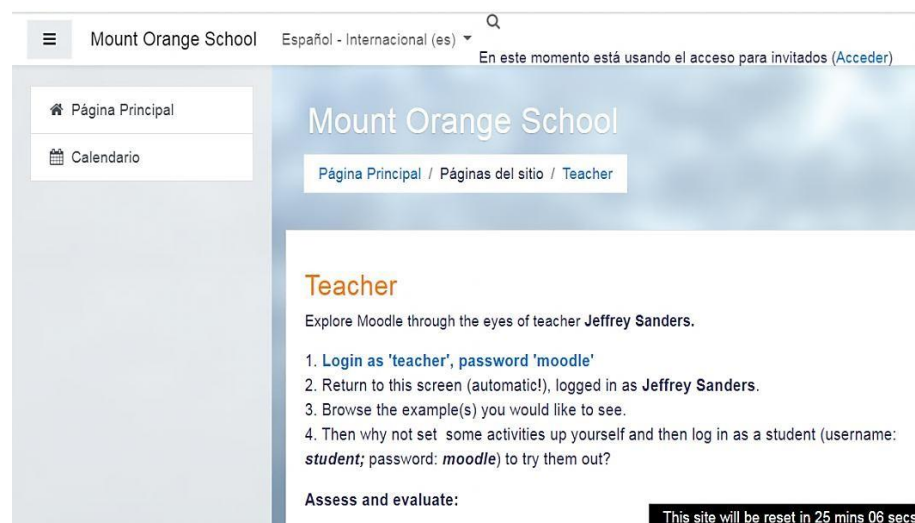 Mount Orange School Español - Internacional (es)
En este momento está usando el acceso para invitados (Acceder)
Página Principal
Calendario
Mount Orange School
Página Principal / Páginas del sitio / Teacher
Teacher
Explore Moodle through the eyes of teacher Jeffrey Sanders.
1. Login as 'teacher', password 'moodle'
2. Return to this screen (automatic!), logged in as Jeffrey Sanders.
3. Browse the example(s) you would like to see.
4. Then why not set some activities up yourself and then log in as a student (username:
student; password: moodle) to try them out?
Assess and evaluate:
This site will be reset in 25 mins 06 secs